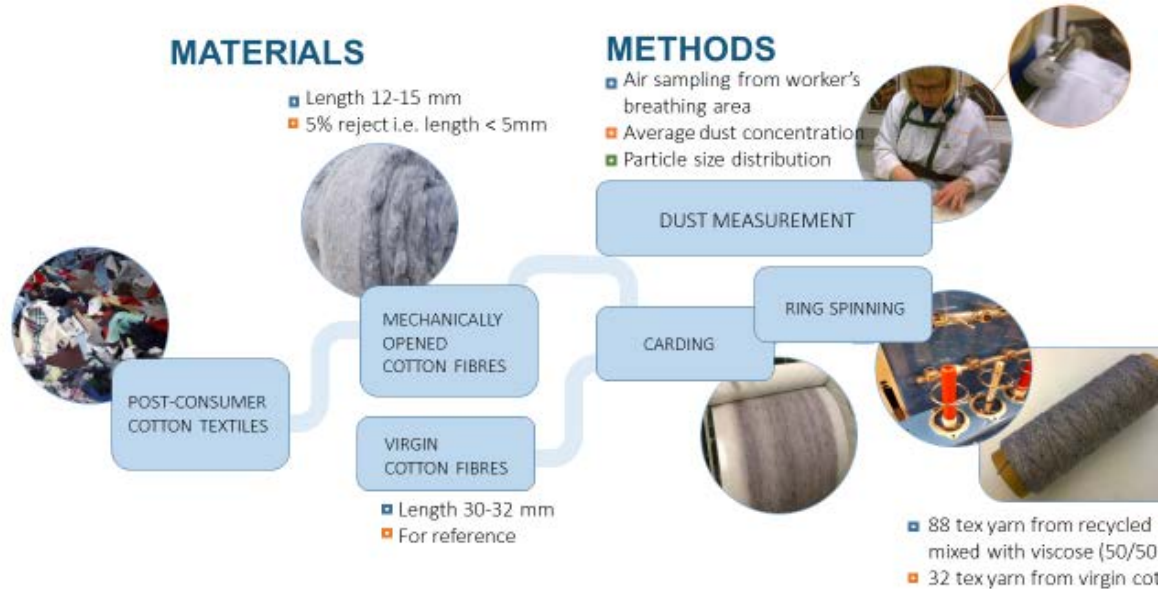 MATERIALS
Length 12-15 mm
5% reject i.e. length < 5mm
POST-CONSUMER
COTTON TEXTILES
MECHANICALLY
OPENED
COTTON FIBRES
VIRGIN
COTTON FIBRES
Length 30-32 mm
For reference
METHODS
Air sampling from worker's
breathing area
Average dust concentration
Particle size distribution
DUST MEASUREMENT
RING SPINNING
CARDING
88 tex yarn from recycled
mixed with viscose (50/50
32 tex yarn from virgin cot